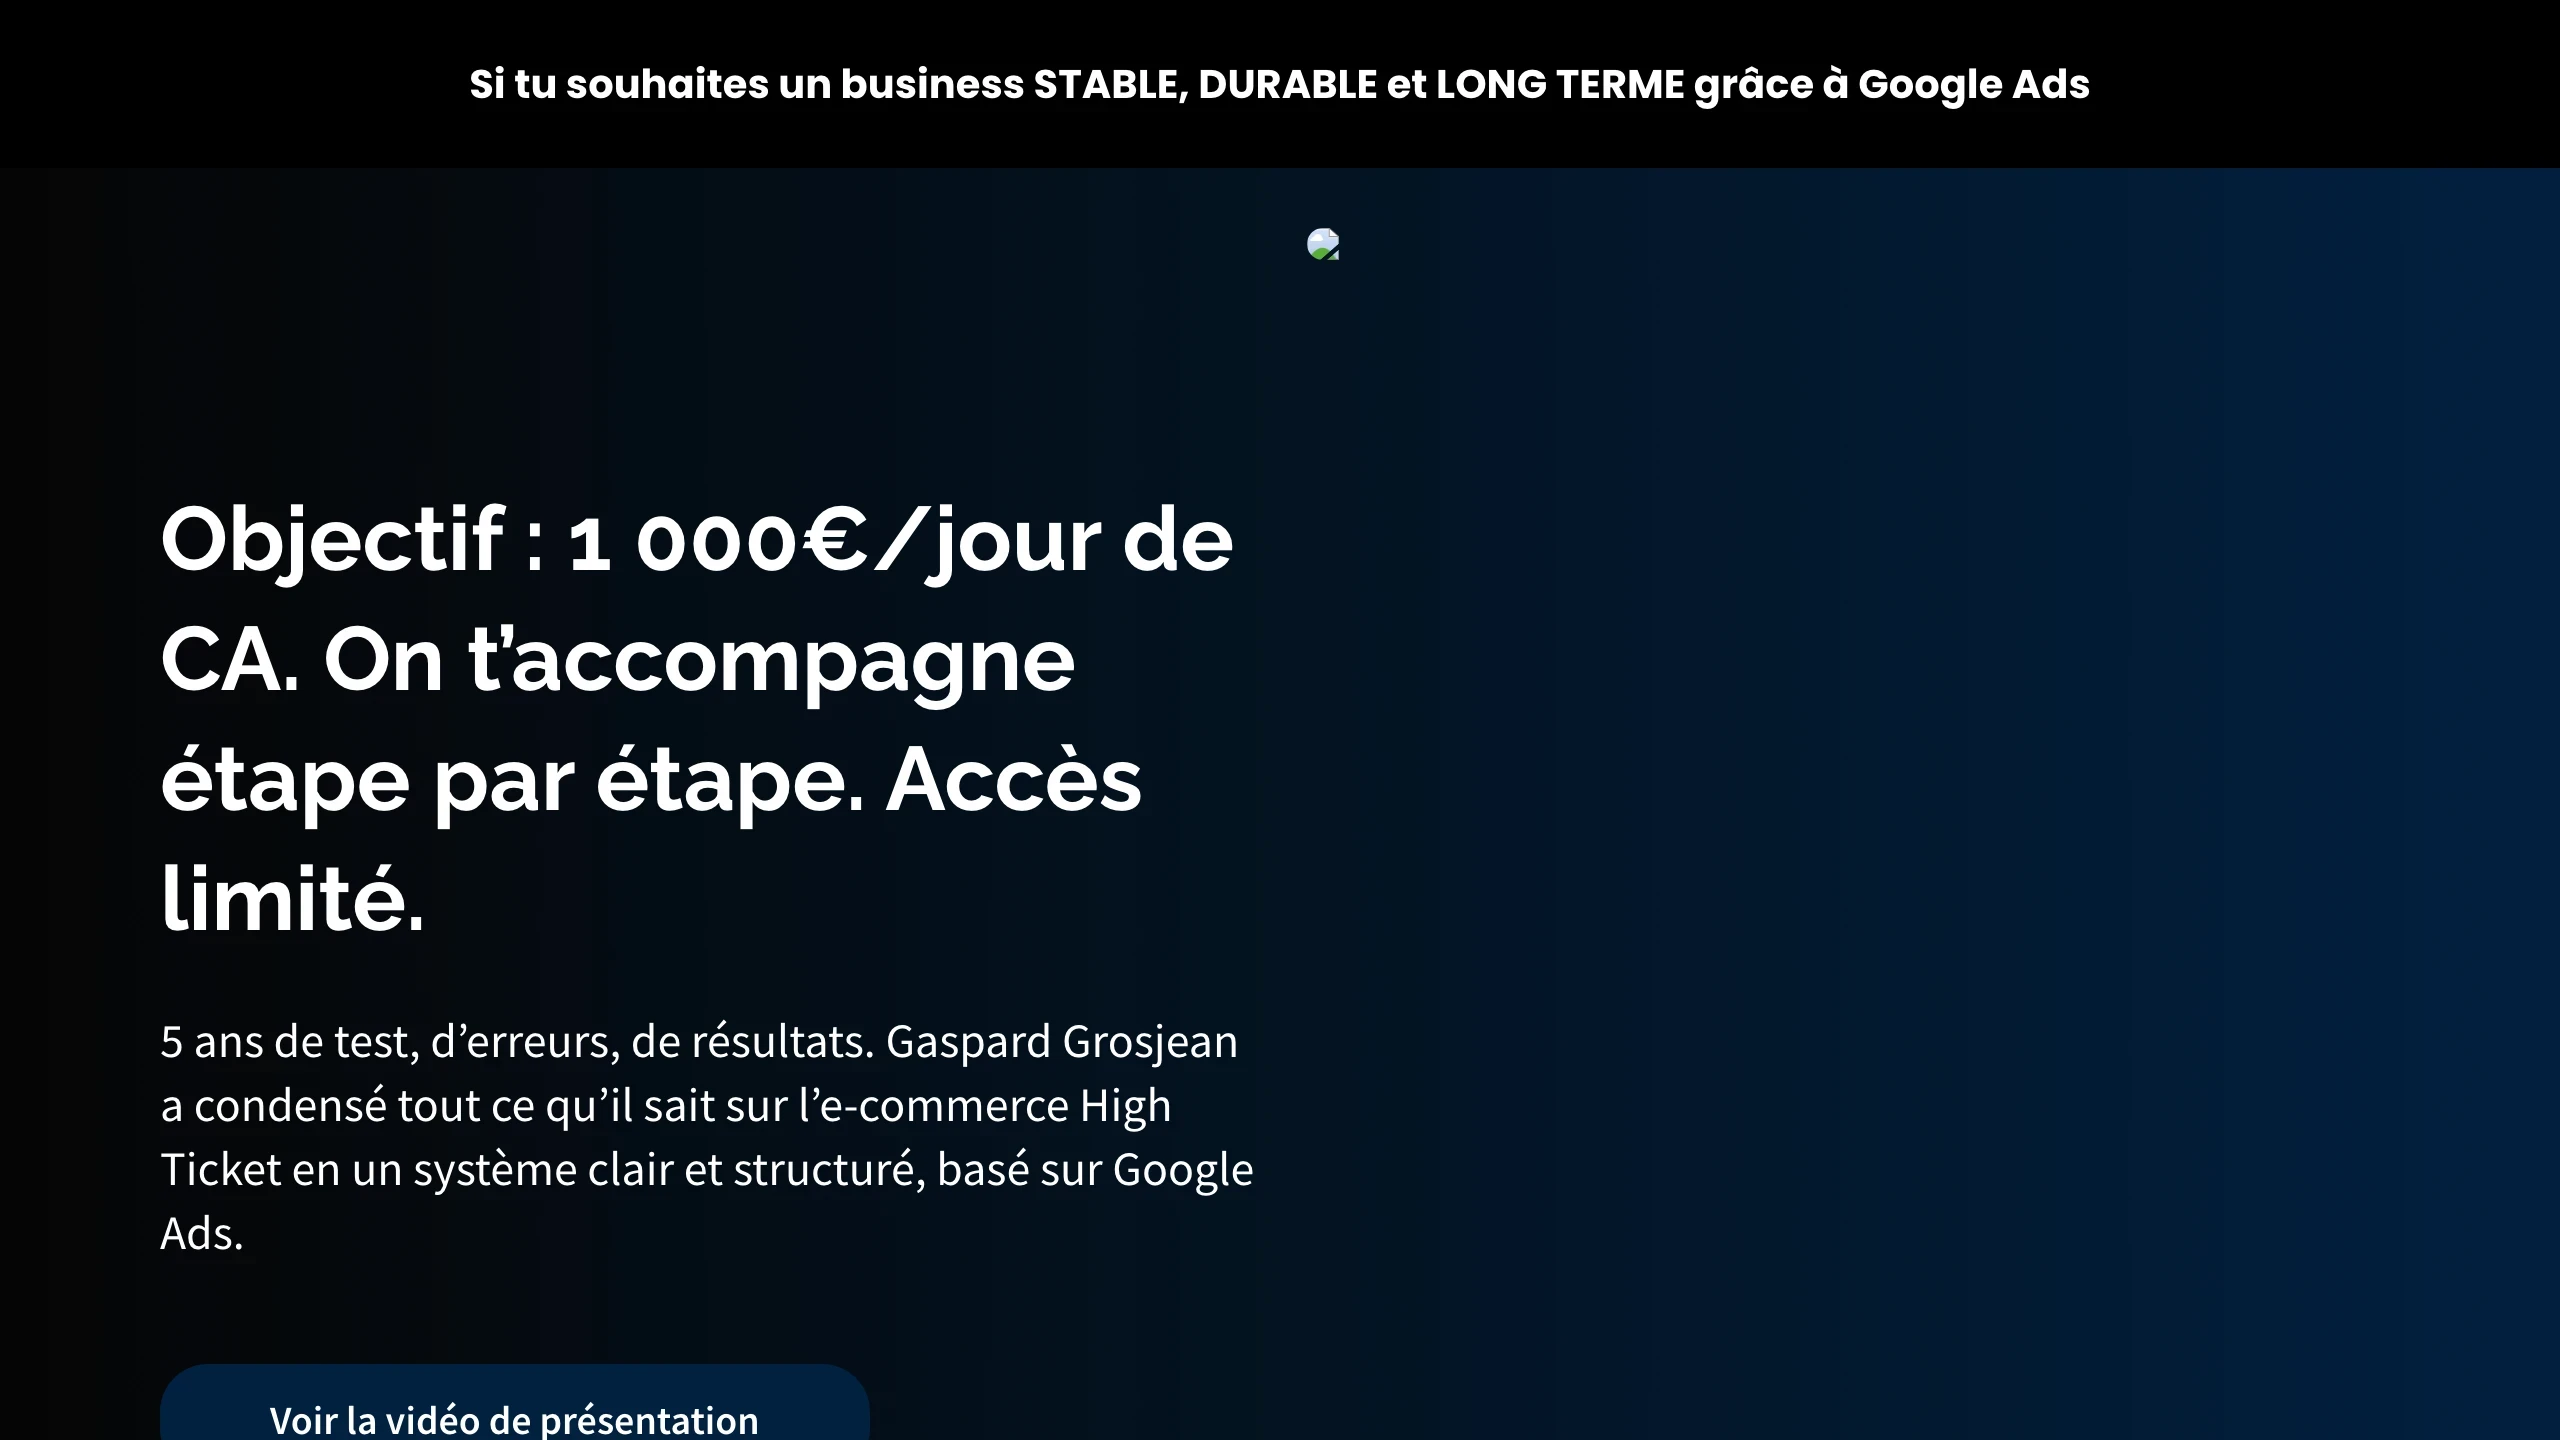 Si tu souhaites un business STABLE, DURABLE et LONG TERME grâce à Google Ads
Objectif : 1 000€/jour de
CA. On t’accompagne
étape par étape. Accès
limité.
5 ans de test, d’erreurs, de résultats. Gaspard Grosjean
a condensé tout ce qu’il sait sur l’e-commerce High
Ticket en un système clair et structuré, basé sur Google
Ads.
Voir la vidéo de présentation